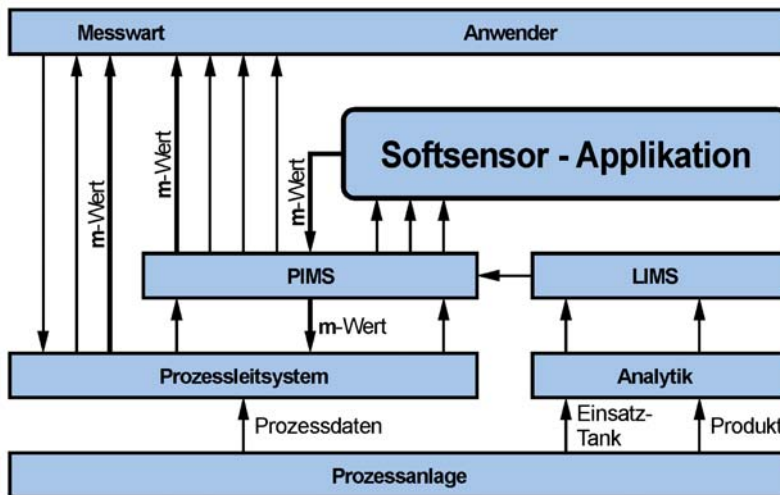 Messwart
Anwender
m-Wert
m-Wert
m-Wert
Softsensor - Applikation
PIMS
LIMS
m-Wert
Prozessleitsystem
Analytik
Prozessdaten
Einsatz-
Tank
Produkt
Prozessanlage